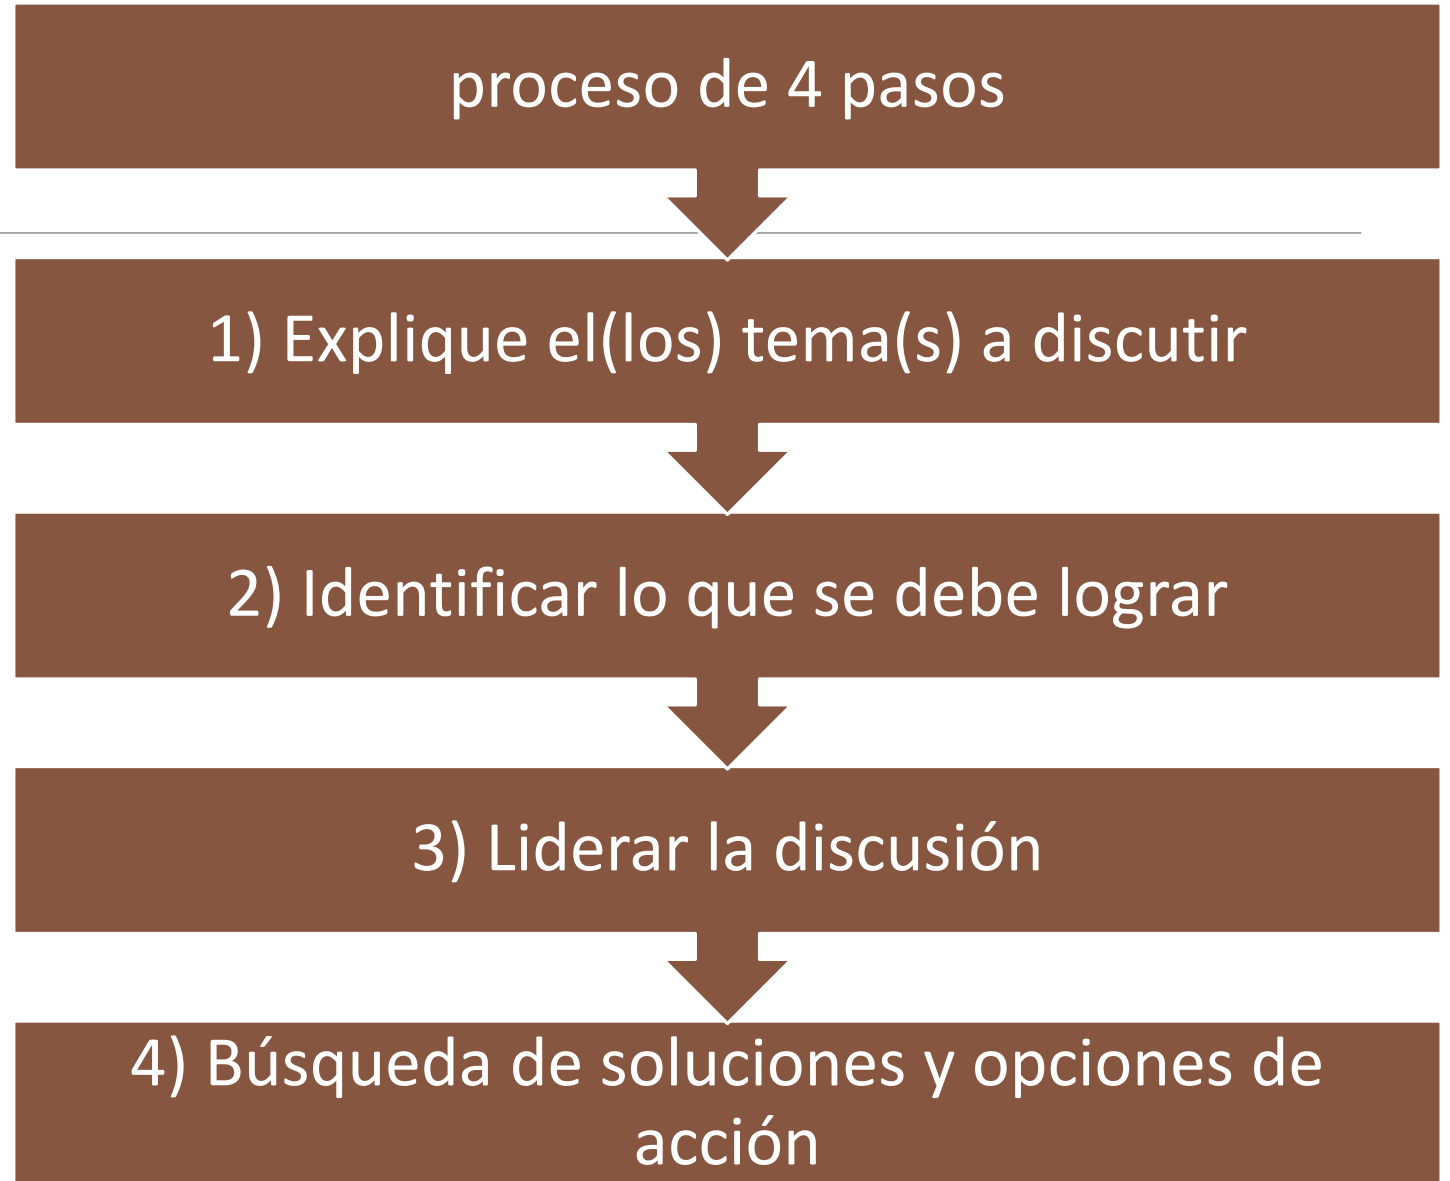 proceso de 4 pasos
1) Explique el(los) tema(s) a discutir
2) Identificar lo que se debe lograr
3) Liderar la discusión
4) Búsqueda de soluciones y opciones de
acción